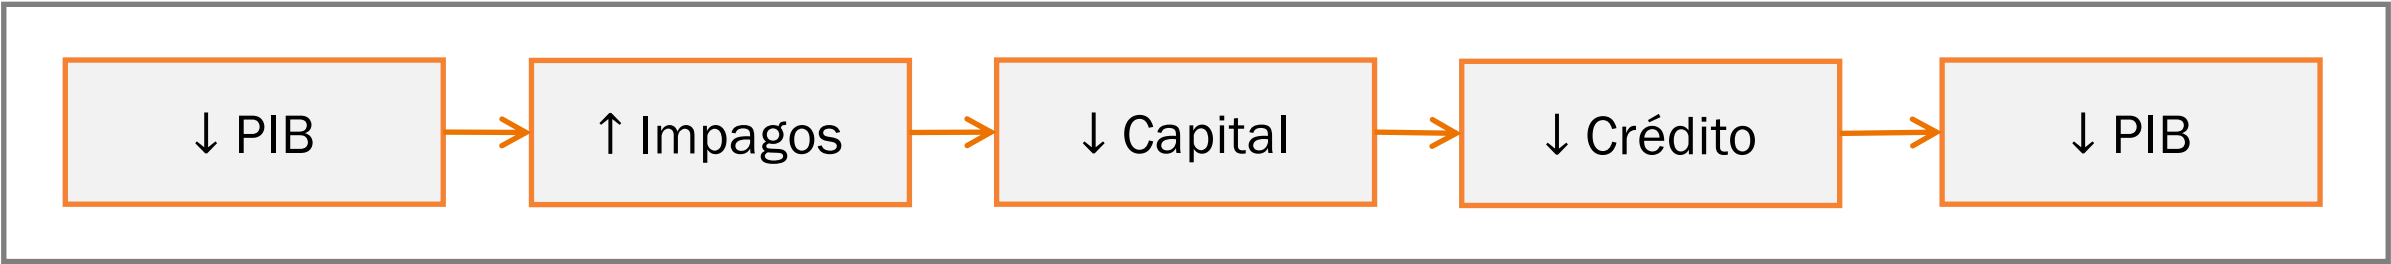 ↓ PIB
↑ Impagos
↓ Capital
↓ Crédito
↓ PIB